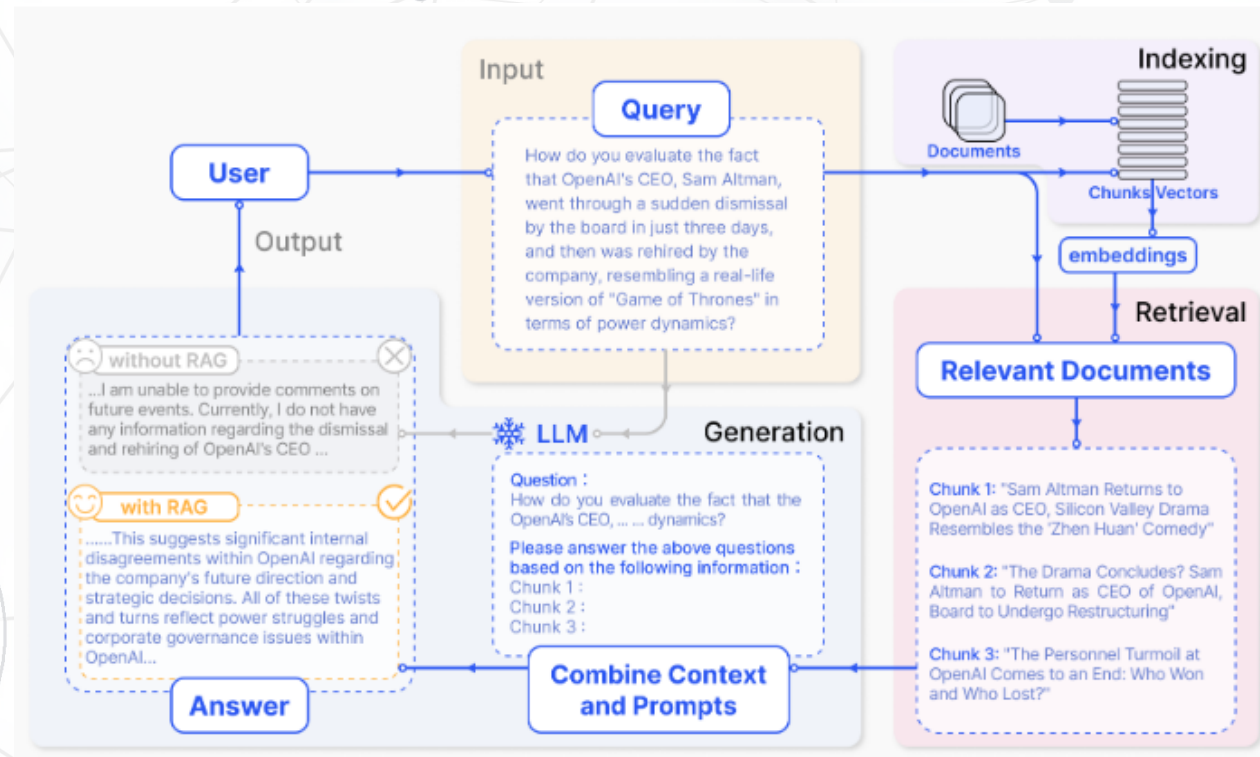 Input
Query
How do you evaluate the fact
that OpenAI's CEO, Sam Altman,
went through a sudden dismissal
by the board in just three days,
and then was rehired by the
company, resembling a real-life
version of "Game of Thrones" in
terms of power dynamics?
Indexing
Documents
Chunks Vectors
embeddings
User
Output
Retrieval
Relevant Documents
Chunk 1: "Sam Altman Returns to
OpenAI as CEO, Silicon Valley Drama
Resembles the 'Zhen Huan' Comedy"
Chunk 2: "The Drama Concludes? Sam
Altman to Return as CEO of OpenAI,
Board to Undergo Restructuring"
Chunk 3: "The Personnel Turmoil at
OpenAI Comes to an End: Who Won
and Who Lost?"
LLM
Generation
Question :
How do you evaluate the fact that the
OpenAI's CEO, ... ... dynamics?
Please answer the above questions
based on the following information :
Chunk 1 :
Chunk 2 :
Chunk 3 :
Combine Context
and Prompts
without RAG
...I am unable to provide comments on
future events. Currently, I do not have
any information regarding the dismissal
and rehiring of OpenAI's CEO ...
with RAG
......This suggests significant internal
disagreements within OpenAI regarding
the company's future direction and
strategic decisions. All of these twists
and turns reflect power struggles and
corporate governance issues within
OpenAI...
Answer